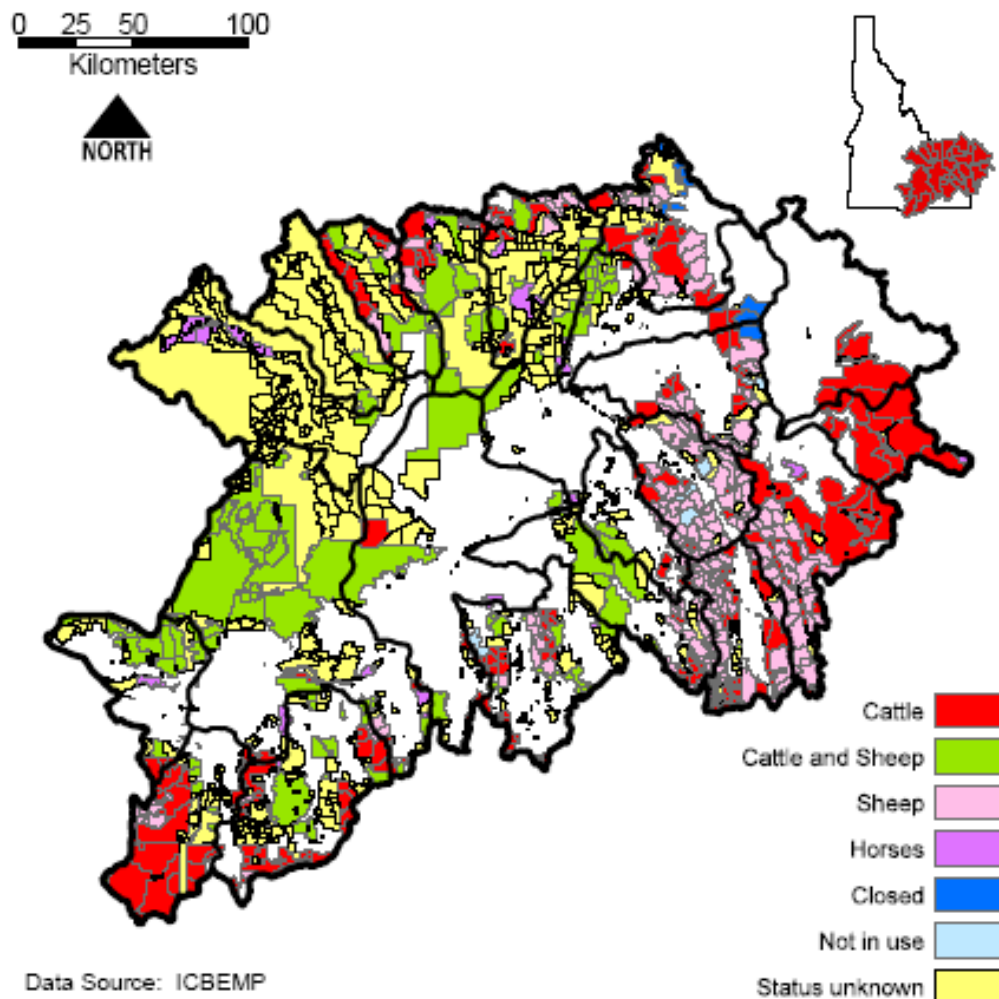 0 25 50 100
Kilometers
NORTH
Cattle
Cattle and Sheep
Sheep
Horses
Closed
Not in use
Status unknown
Data Source: ICBEMP